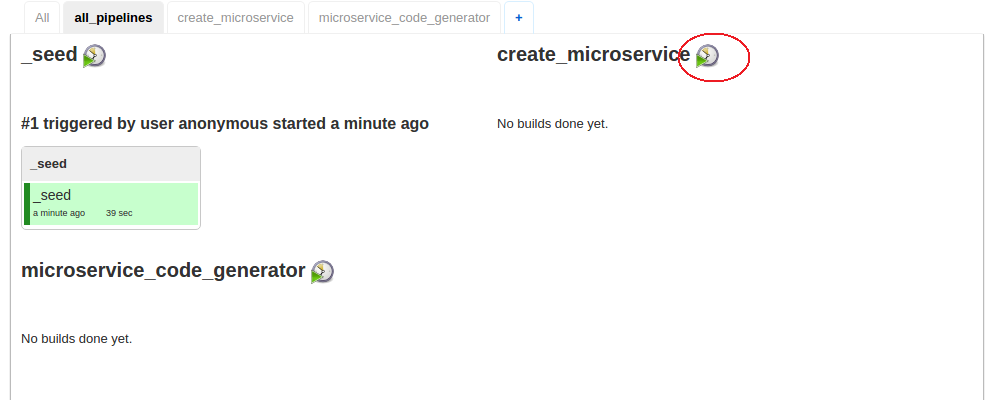 All all_pipelines create_microservice microservice_code_generator +
_seed
#1 triggered by user anonymous started a minute ago
_seed
_seed
a minute ago 39 sec
create_microservice
No builds done yet.
microservice_code_generator
No builds done yet.